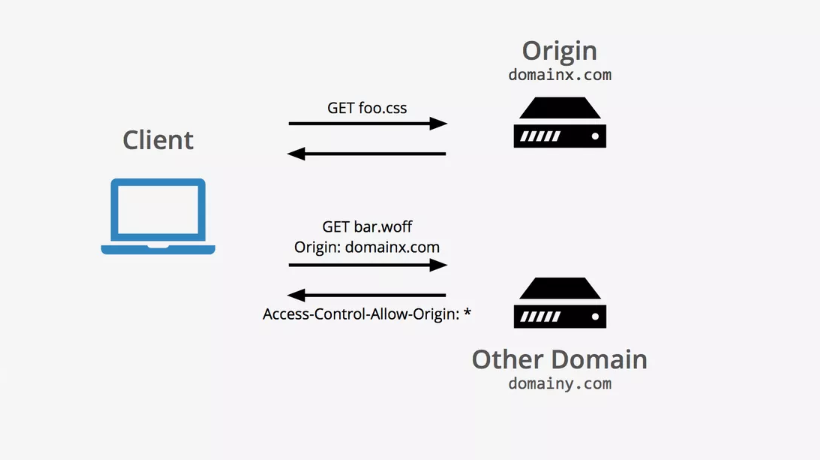 Origin
domainx.com
GET foo.css
Client
GET bar.woff
Origin: domainx.com
Access-Control-Allow-Origin: *
Other Domain
domainy.com